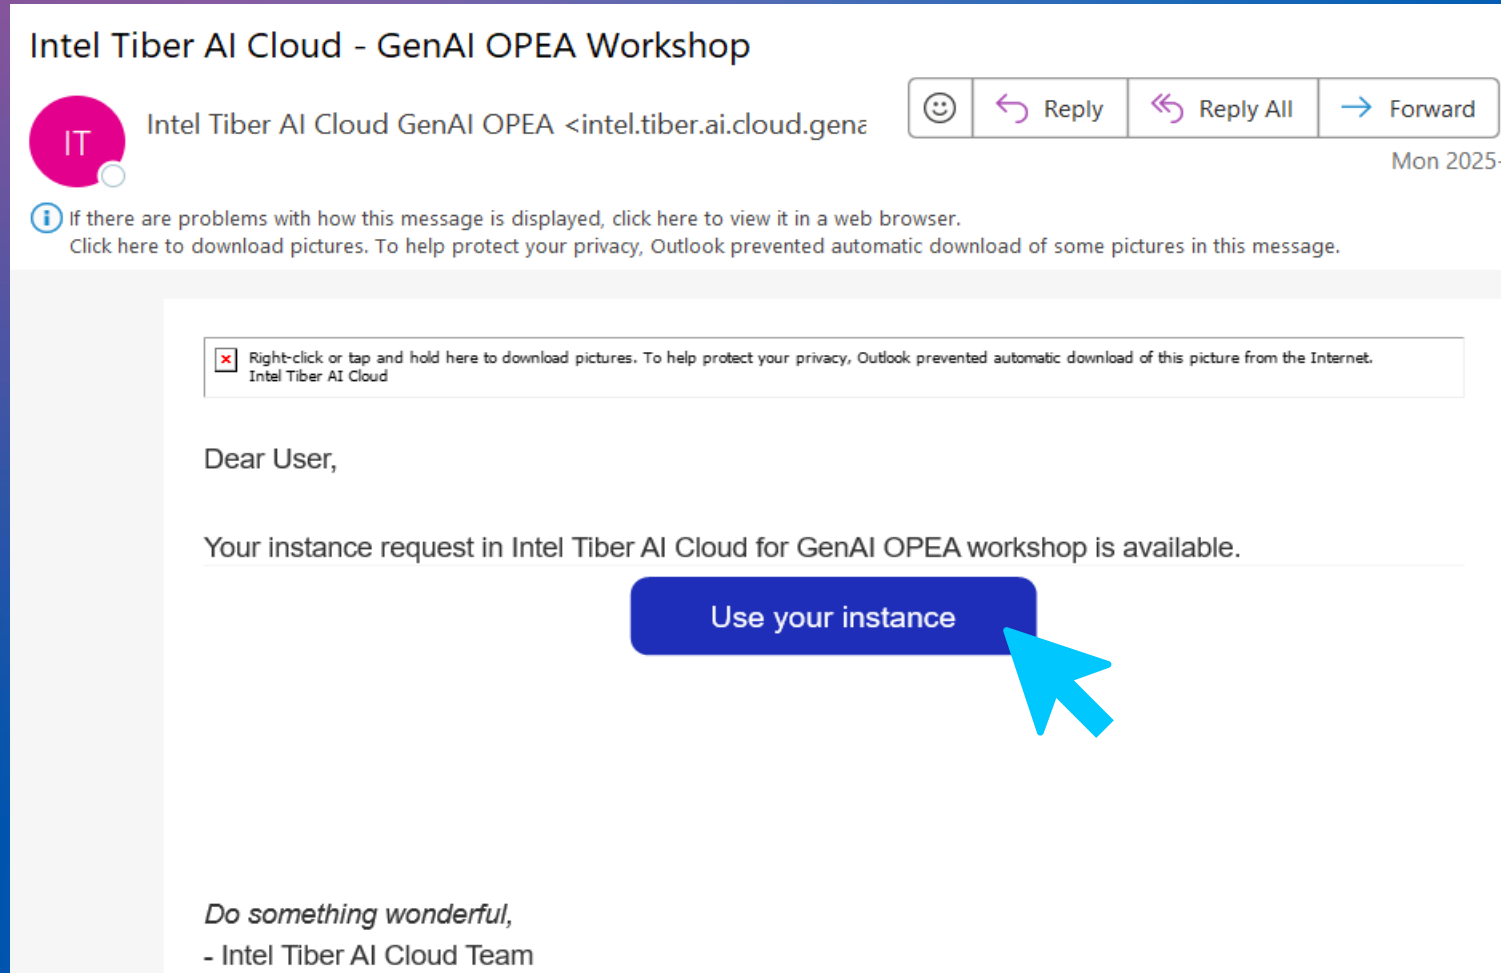 Intel Tiber AI Cloud - GenAI OPEA Workshop
IT
Intel Tiber AI Cloud GenAI OPEA <intel.tiber.ai.cloud.gena
Reply
Reply All
Forward
Mon 2025-
If there are problems with how this message is displayed, click here to view it in a web browser.
Click here to download pictures. To help protect your privacy, Outlook prevented automatic download of some pictures in this message.
Right-click or tap and hold here to download pictures. To help protect your privacy, Outlook prevented automatic download of this picture from the Internet.
Intel Tiber AI Cloud
Dear User,
Your instance request in Intel Tiber AI Cloud for GenAI OPEA workshop is available.
Use your instance
Do something wonderful,
- Intel Tiber AI Cloud Team